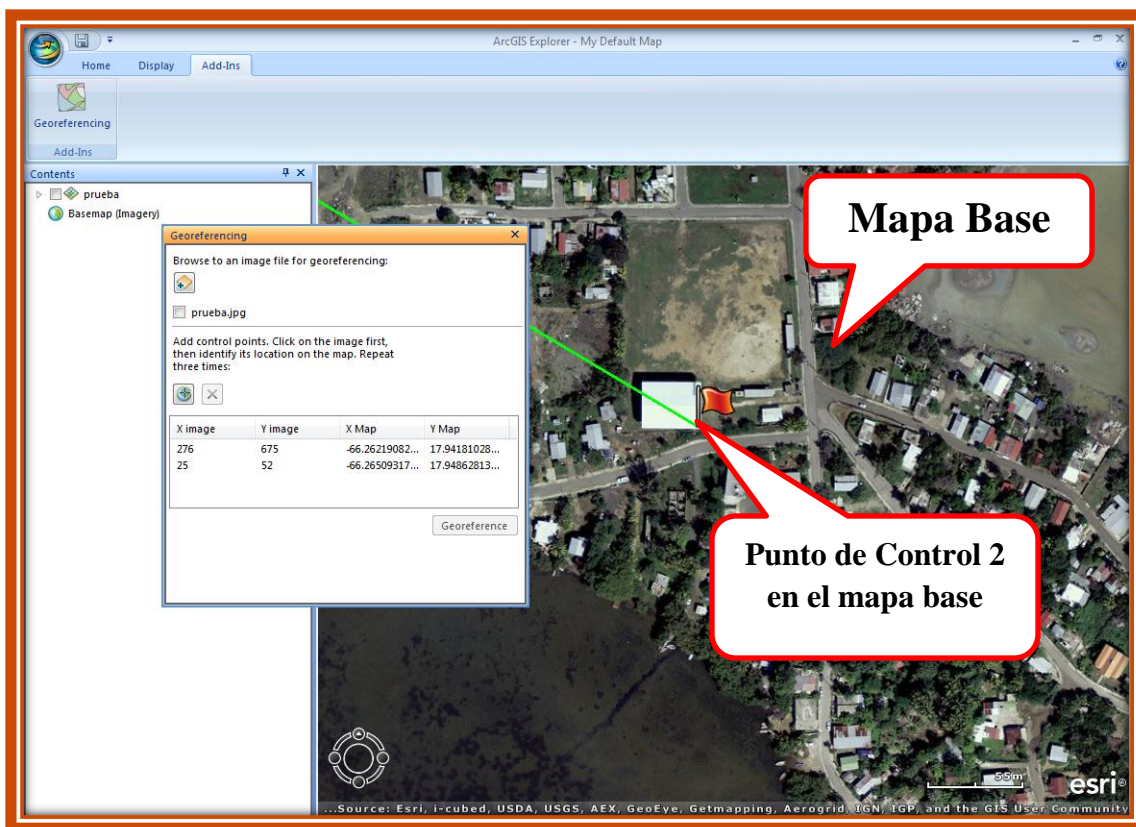 ArcGIS Explorer - My Default Map
Home Display Add-Ins
Georeferencing
Add-Ins
Contents
prueba
Basemap (Imagery)
Georeferencing
Browse to an image file for georeferencing:
prueba.jpg
Add control points. Click on the image first,
then identify its location on the map. Repeat
three times:
X image Y image X Map Y Map
276 675 -66.26219082... 17.94181028...
25 52 -66.26509317... 17.94862813...
Georeference
Mapa Base
Punto de Control 2
en el mapa base
55m
esri
...Source: Esri, i-cubed, USDA, USGS, AEX, GeoEye, Getmapping, Aerogrid, IGN, IGP, and the GIS User Community